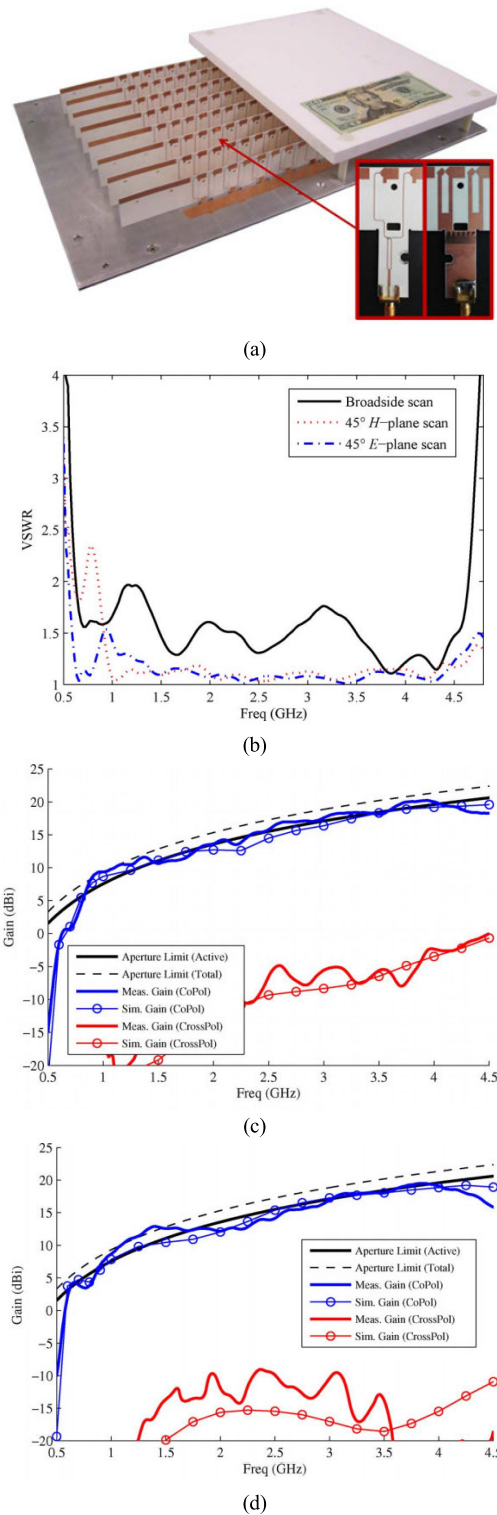 (a)
4
3.5
3
2.5
2
1.5
1
VSWR
Broadside scan
45° H−plane scan
45° E−plane scan
0.5 1 1.5 2 2.5 3 3.5 4 4.5
Freq (GHz)
(b)
25
20
15
10
5
0
−5
−10
−15
−20
Gain (dBi)
Aperture Limit (Active)
Aperture Limit (Total)
Meas. Gain (CoPol)
Sim. Gain (CoPol)
Meas. Gain (CrossPol)
Sim. Gain (CrossPol)
0.5 1 1.5 2 2.5 3 3.5 4 4.5
Freq (GHz)
(c)
25
20
15
10
5
0
−5
−10
−15
−20
Gain (dBi)
Aperture Limit (Active)
Aperture Limit (Total)
Meas. Gain (CoPol)
Sim. Gain (CoPol)
Meas. Gain (CrossPol)
Sim. Gain (CrossPol)
0.5 1 1.5 2 2.5 3 3.5 4 4.5
Freq (GHz)
(d)